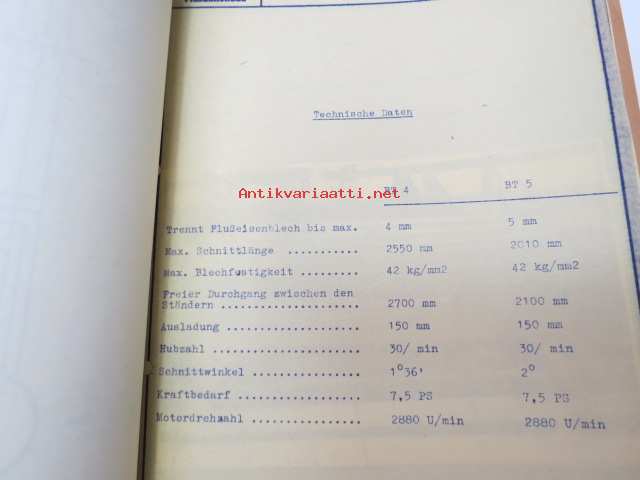 Technische Daten
Antikvariaatti.net
BT 4 BT 5
Trennt Flußeisenblech bis max. 4 mm 5 mm
Max. Schnittlänge ........... 2550 mm 2010 mm
Max. Blechfestigkeit .......... 42 kg/mm2 42 kg/mm2
Freier Durchgang zwischen den
Ständern .................... 2700 mm 2100 mm
Ausladung .................... 150 mm 150 mm
Hubzahl ...................... 30/ min 30/ min
Schnittwinkel ................ 1°36' 2°
Kraftbedarf .................. 7,5 PS 7,5 PS
Motordrehzahl ................ 2880 U/min 2880 U/min